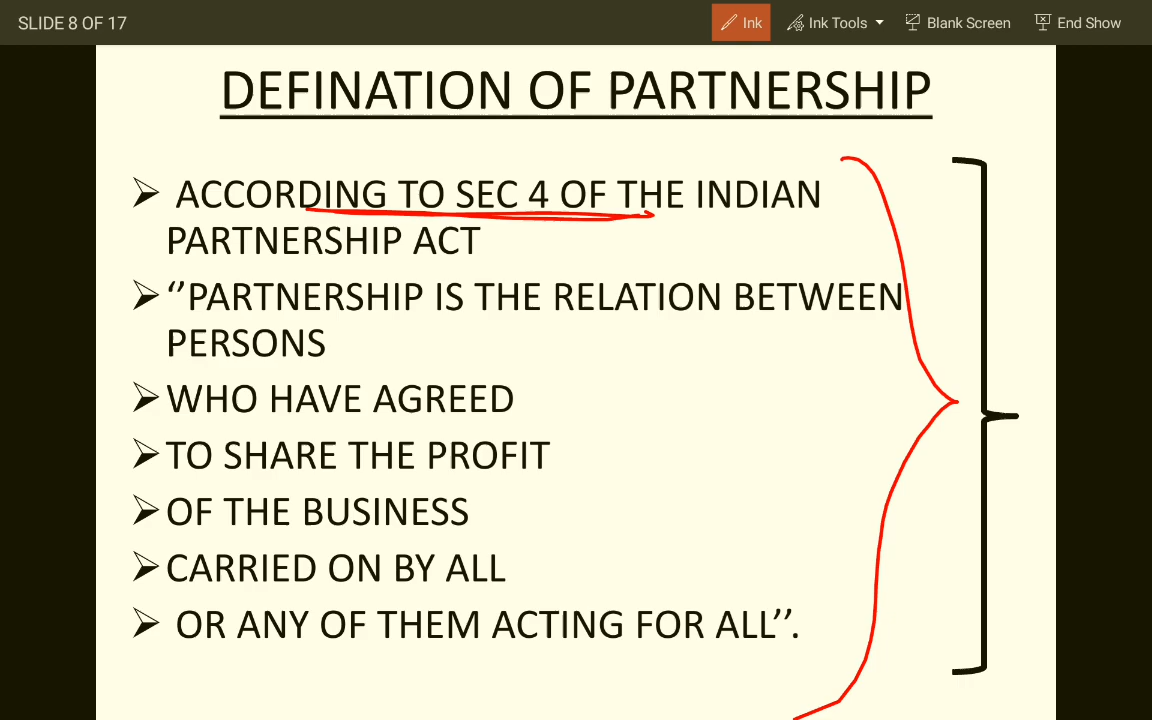 SLIDE 8 OF 17
Ink
Ink Tools
Blank Screen
End Show
DEFINATION OF PARTNERSHIP
ACCORDING TO SEC 4 OF THE INDIAN
PARTNERSHIP ACT
‘’PARTNERSHIP IS THE RELATION BETWEEN
PERSONS
WHO HAVE AGREED
TO SHARE THE PROFIT
OF THE BUSINESS
CARRIED ON BY ALL
OR ANY OF THEM ACTING FOR ALL’’.